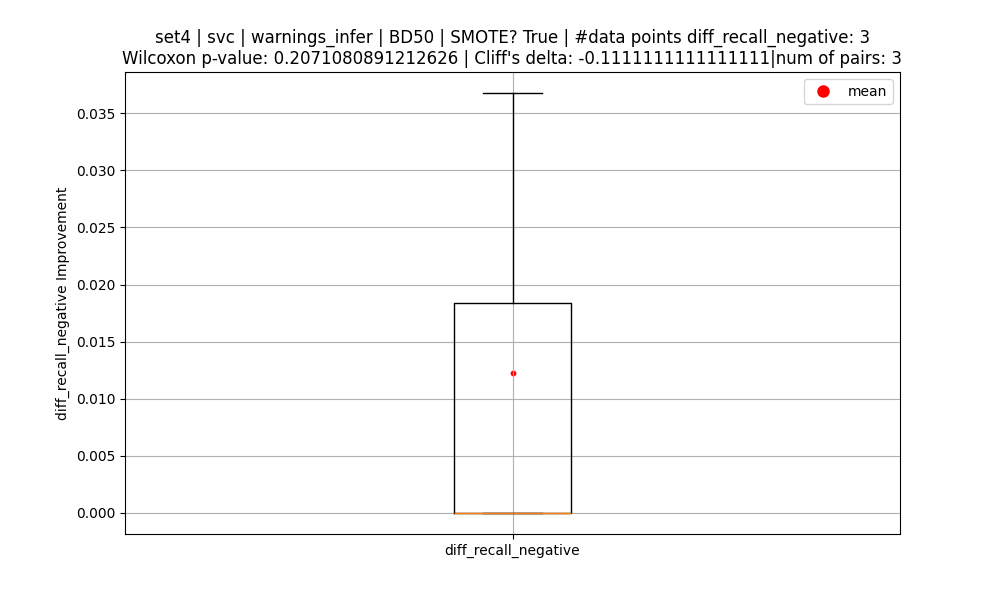 set4 | svc | warnings_infer | BD50 | SMOTE? True | #data points diff_recall_negative: 3
Wilcoxon p-value: 0.2071080891212626 | Cliff's delta: -0.1111111111111111|num of pairs: 3
mean
0.035
0.030
0.025
0.020
0.015
0.010
0.005
0.000
diff_recall_negative Improvement
diff_recall_negative